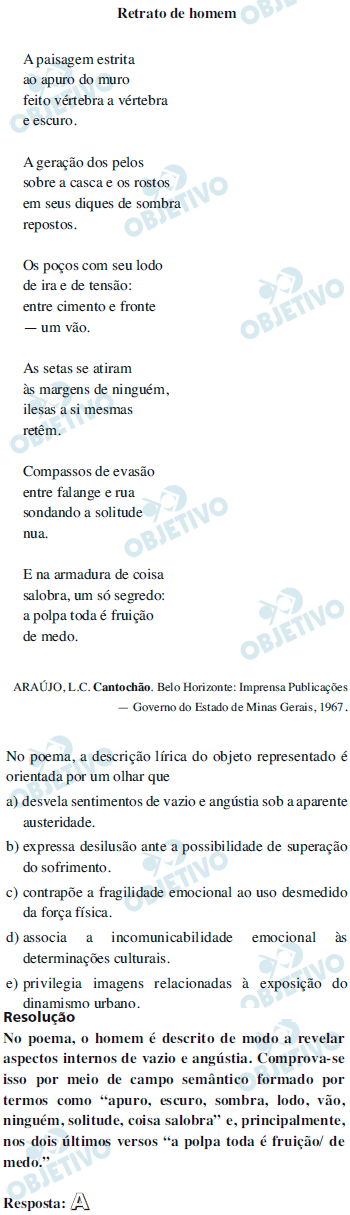 Retrato de homem
A paisagem estrita
ao apuro do muro
feito vértebra a vértebra
e escuro.
A geração dos pelos
sobre a casca e os rostos
em seus diques de sombra
repostos.
Os poços com seu lodo
de ira e de tensão:
entre cimento e fronte
— um vão.
As setas se atiram
às margens de ninguém,
ilesas a si mesmas
retêm.
Compassos de evasão
entre falange e rua
sondando a solitude
nua.
E na armadura de coisa
salobra, um só segredo:
a polpa toda é fruição
de medo.
ARAÚJO, L.C. Cantochão. Belo Horizonte: Imprensa Publicações
— Governo do Estado de Minas Gerais, 1967.
No poema, a descrição lírica do objeto representado é
orientada por um olhar que
a) desvela sentimentos de vazio e angústia sob a aparente
austeridade.
b) expressa desilusão ante a possibilidade de superação
do sofrimento.
c) contrapõe a fragilidade emocional ao uso desmedido
da força física.
d) associa a incomunicabilidade emocional às
determinações culturais.
e) privilegia imagens relacionadas à exposição do
dinamismo urbano.
Resolução
No poema, o homem é descrito de modo a revelar
aspectos internos de vazio e angústia. Comprova-se
isso por meio de campo semântico formado por
termos como “apuro, escuro, sombra, lodo, vão,
ninguém, solitude, coisa salobra” e, principalmente,
nos dois últimos versos “a polpa toda é fruição/ de
medo.”
Resposta: A